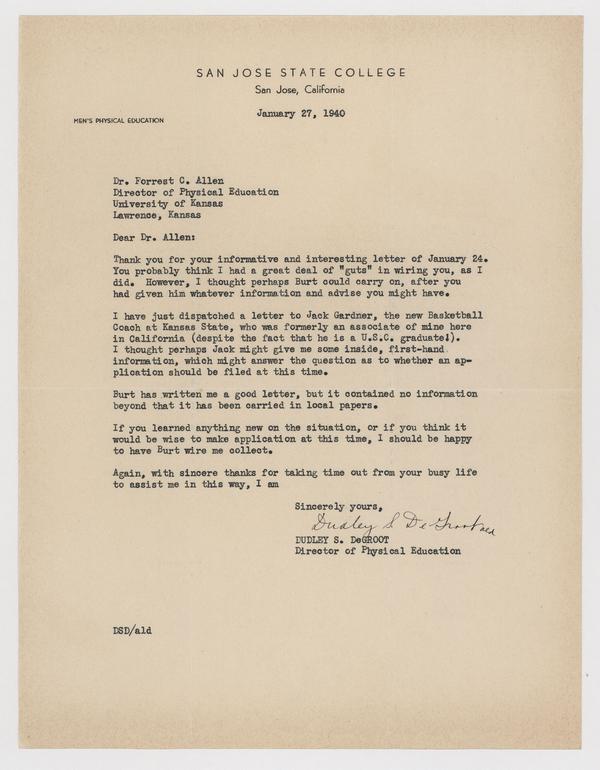 SAN JOSE STATE COLLEGE
San Jose, California
January 27, 1940
MEN'S PHYSICAL EDUCATION
Dr. Forrest C. Allen
Director of Physical Education
University of Kansas
Lawrence, Kansas
Dear Dr. Allen:
Thank you for your informative and interesting letter of January 24.
You probably think I had a great deal of "guts" in wiring you, as I
did. However, I thought perhaps Burt could carry on, after you
had given him whatever information and advise you might have.
I have just dispatched a letter to Jack Gardner, the new Basketball
Coach at Kansas State, who was formerly an associate of mine here
in California (despite the fact that he is a U.S.C. graduate!).
I thought perhaps Jack might give me some inside, first-hand
information, which might answer the question as to whether an ap-
plication should be filed at this time.
Burt has written me a good letter, but it contained no information
beyond that it has been carried in local papers.
If you learned anything new on the situation, or if you think it
would be wise to make application at this time, I should be happy
to have Burt wire me collect.
Again, with sincere thanks for taking time out from your busy life
to assist me in this way, I am
Sincerely yours,
Dudley S DeGroot ald
DUDLEY S. DeGROOT
Director of Physical Education
DSD/ald